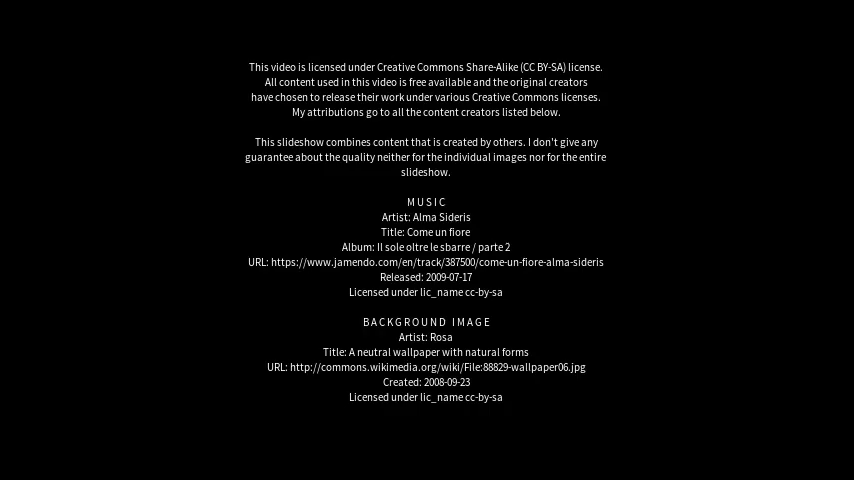 This video is licensed under Creative Commons Share-Alike (CC BY-SA) license.
All content used in this video is free available and the original creators
have chosen to release their work under various Creative Commons licenses.
My attributions go to all the content creators listed below.
This slideshow combines content that is created by others. I don't give any
guarantee about the quality neither for the individual images nor for the entire
slideshow.
MUSIC
Artist: Alma Sideris
Title: Come un fiore
Album: Il sole oltre le sbarre / parte 2
URL: https://www.jamendo.com/en/track/387500/come-un-fiore-alma-sideris
Released: 2009-07-17
Licensed under lic_name cc-by-sa
BACKGROUND IMAGE
Artist: Rosa
Title: A neutral wallpaper with natural forms
URL: http://commons.wikimedia.org/wiki/File:88829-wallpaper06.jpg
Created: 2008-09-23
Licensed under lic_name cc-by-sa